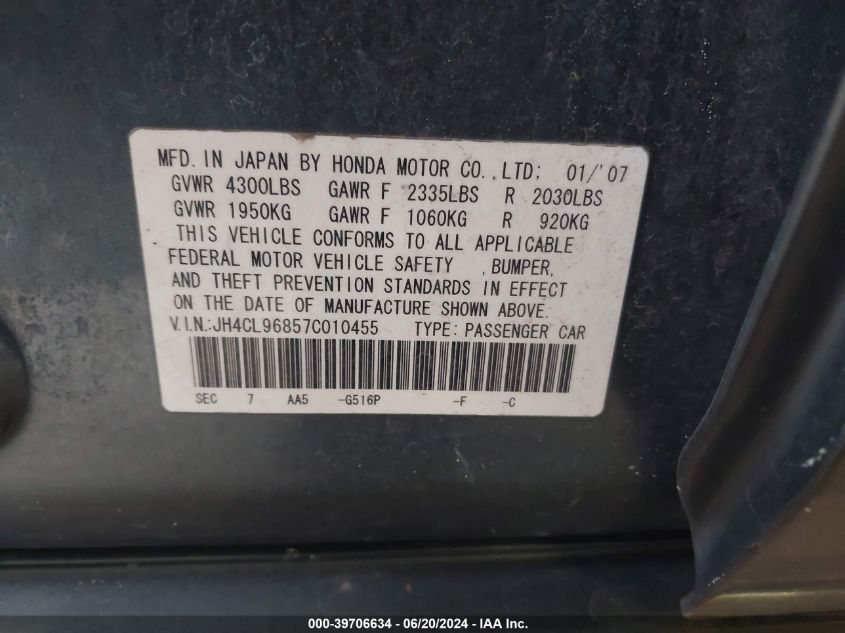 MFD. IN JAPAN BY HONDA MOTOR CO., LTD; 01/'07
GVWR 4300LBS GAWR F 2335LBS R 2030LBS
GVWR 1950KG GAWR F 1060KG R 920KG
THIS VEHICLE CONFORMS TO ALL APPLICABLE
FEDERAL MOTOR VEHICLE SAFETY , BUMPER,
AND THEFT PREVENTION STANDARDS IN EFFECT
ON THE DATE OF MANUFACTURE SHOWN ABOVE.
V.I.N.:JH4CL96857C010455 TYPE: PASSENGER CAR
SEC 7 AA5 -G516P -F -C
000-39706634 / 06/20/2024 - IAA Inc.